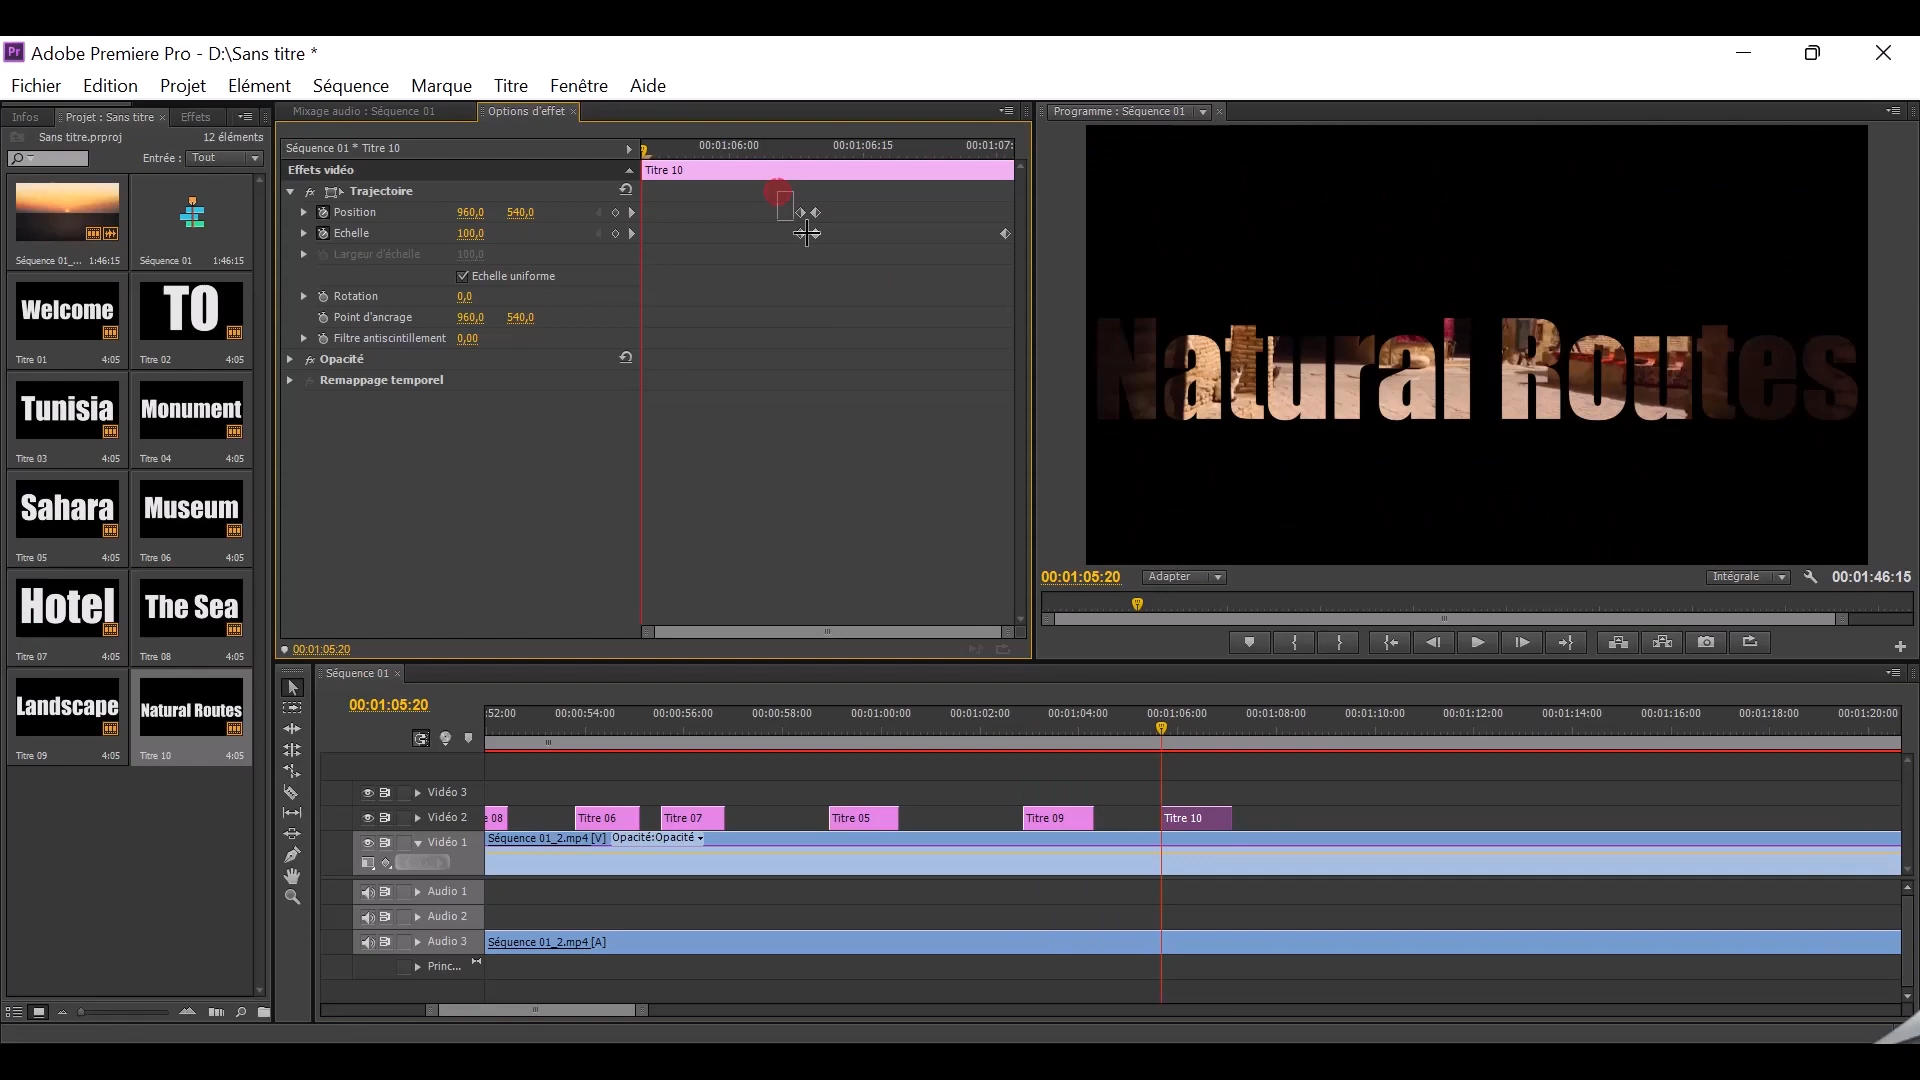 Pr Adobe Premiere Pro - D:\Sans titre *
Fichier Edition Projet Elément Séquence Marque Titre Fenêtre Aide
Infos Projet : Sans titre × Effets
Sans titre.prproj 12 éléments
Entrée : Tout
Séquence 01_... 1:46:15 Séquence 01 1:46:15
Welcome TO
Titre 01 4:05 Titre 02 4:05
Tunisia Monument
Titre 03 4:05 Titre 04 4:05
Sahara Museum
Titre 05 4:05 Titre 06 4:05
Hotel The Sea
Titre 07 4:05 Titre 08 4:05
Landscape Natural Routes
Titre 09 4:05 Titre 10 4:05
Mixage audio : Séquence 01 Options d'effet ×
Séquence 01 * Titre 10
00:01:06:00 00:01:06:15 00:01:07:
Effets vidéo
Titre 10
fx Trajectoire
Position 960,0 540,0
Echelle 100,0
Largeur d'échelle 100,0
Echelle uniforme
Rotation 0,0
Point d'ancrage 960,0 540,0
Filtre antiscintillement 0,00
fx Opacité
fx Remappage temporel
00:01:05:20
Programme : Séquence 01 ×
Natural Routes
00:01:05:20 Adapter Intégrale 00:01:46:15
Séquence 01 ×
00:01:05:20
:52:00 00:00:54:00 00:00:56:00 00:00:58:00 00:01:00:00 00:01:02:00 00:01:04:00 00:01:06:00 00:01:08:00 00:01:10:00 00:01:12:00 00:01:14:00 00:01:16:00 00:01:18:00 00:01:20:00
Vidéo 3
Vidéo 2
e 08 Titre 06 Titre 07 Titre 05 Titre 09 Titre 10
Vidéo 1
Séquence 01_2.mp4 [V] Opacité:Opacité
Audio 1
Audio 2
Audio 3
Séquence 01_2.mp4 [A]
Princ...